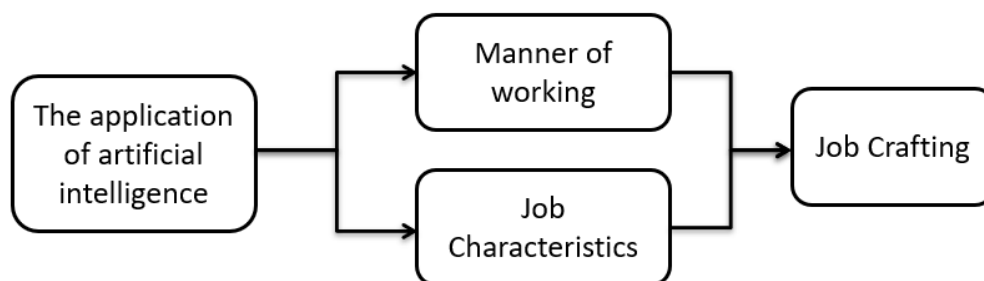 The application
of artificial
intelligence
Manner of
working
Job
Characteristics
Job Crafting